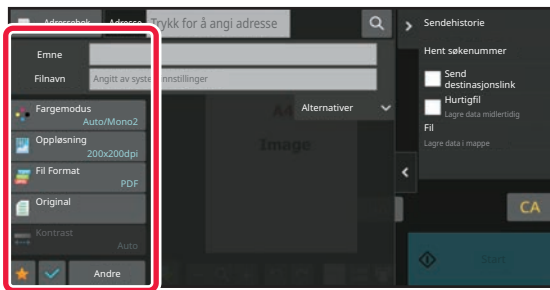 Adressebok
Adresse
Trykk for å angi adresse
Emne
Filnavn
Angitt av systeminnstillinger
Fargemodus
Auto/Mono2
Oppløsning
200x200dpi
Fil Format
PDF
Original
Kontrast
Auto
Andre
Alternativer
A4
Image
Sendehistorie
Hent søkenummer
Send
destinasjonslink
Hurtigfil
Lagre data midlertidig
Fil
Lagre data i mappe
CA
Start